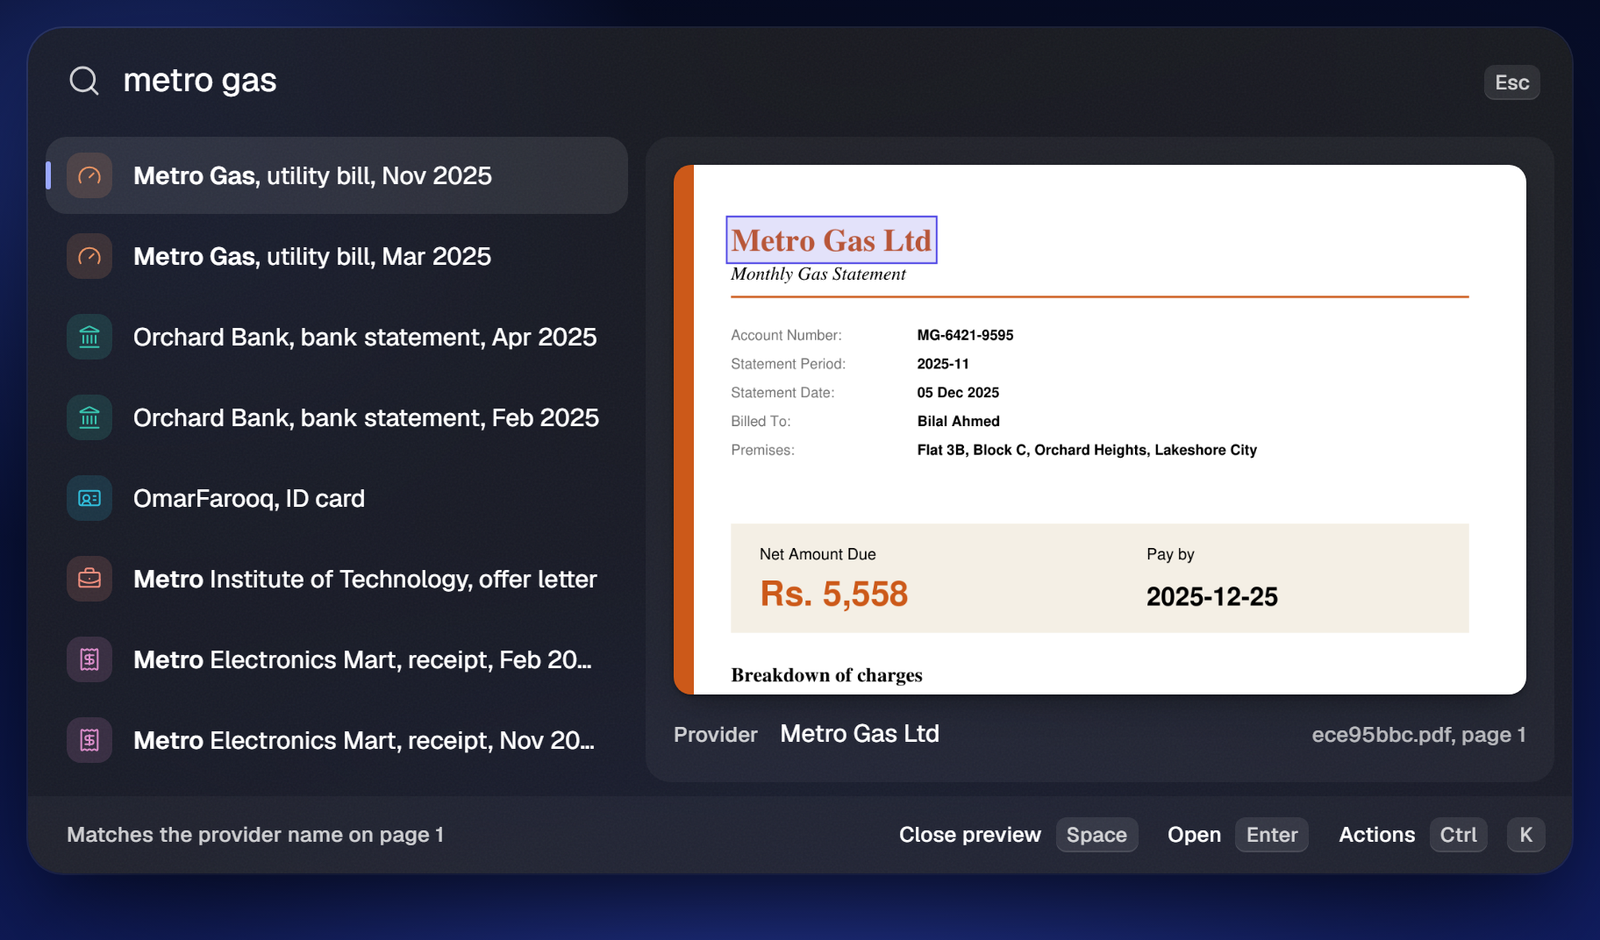 metro gas
Esc
Metro Gas, utility bill, Nov 2025
Metro Gas, utility bill, Mar 2025
Orchard Bank, bank statement, Apr 2025
Orchard Bank, bank statement, Feb 2025
OmarFarooq, ID card
Metro Institute of Technology, offer letter
Metro Electronics Mart, receipt, Feb 20...
Metro Electronics Mart, receipt, Nov 20...
Metro Gas Ltd
Monthly Gas Statement
Account Number: MG-6421-9595
Statement Period: 2025-11
Statement Date: 05 Dec 2025
Billed To: Bilal Ahmed
Premises: Flat 3B, Block C, Orchard Heights, Lakeshore City
Net Amount Due Pay by
Rs. 5,558 2025-12-25
Breakdown of charges
Provider Metro Gas Ltd ece95bbc.pdf, page 1
Matches the provider name on page 1 Close preview Space Open Enter Actions Ctrl K